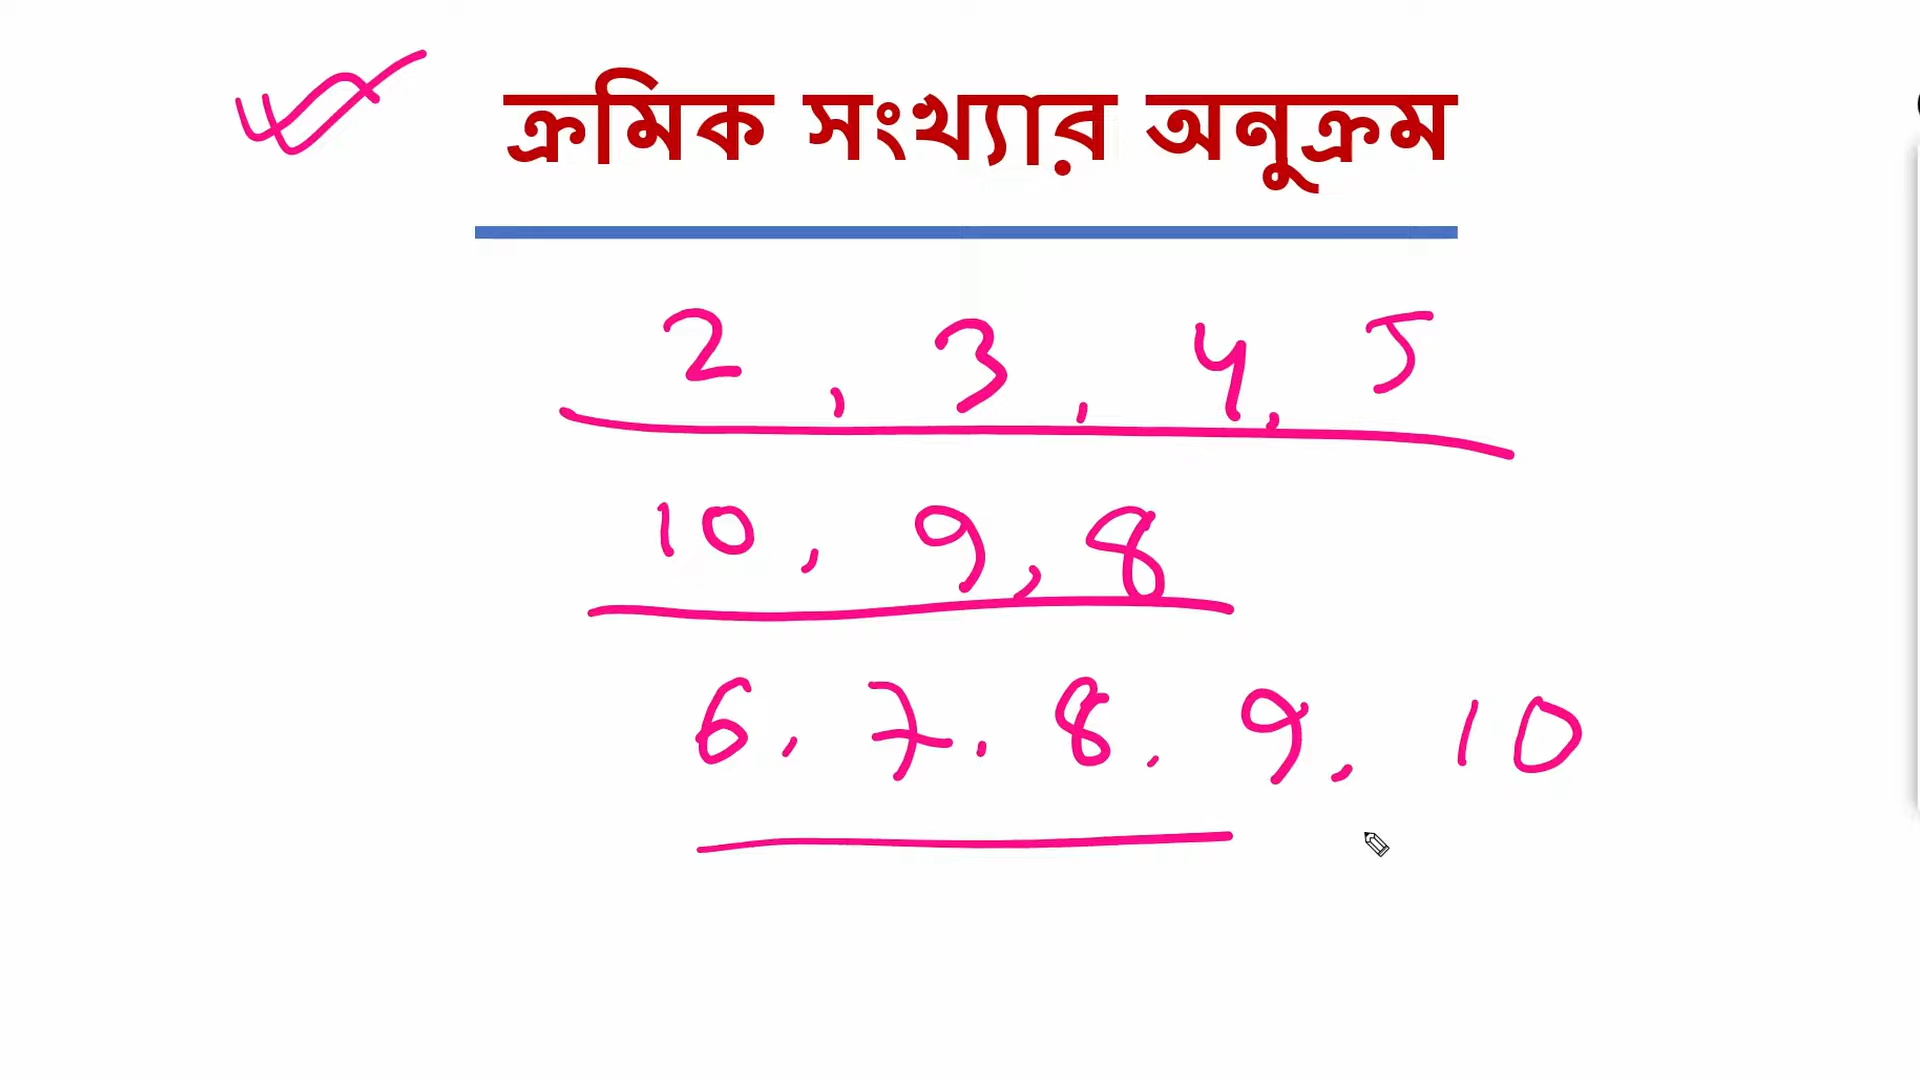 ক্রমিক সংখ্যার অনুক্রম
2, 3, 4, 5
10, 9, 8
6, 7, 8, 9, 10